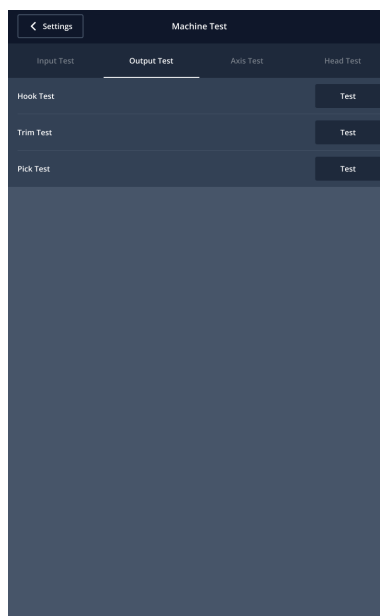 Settings
Machine Test
Input Test
Output Test
Axis Test
Head Test
Hook Test
Test
Trim Test
Test
Pick Test
Test